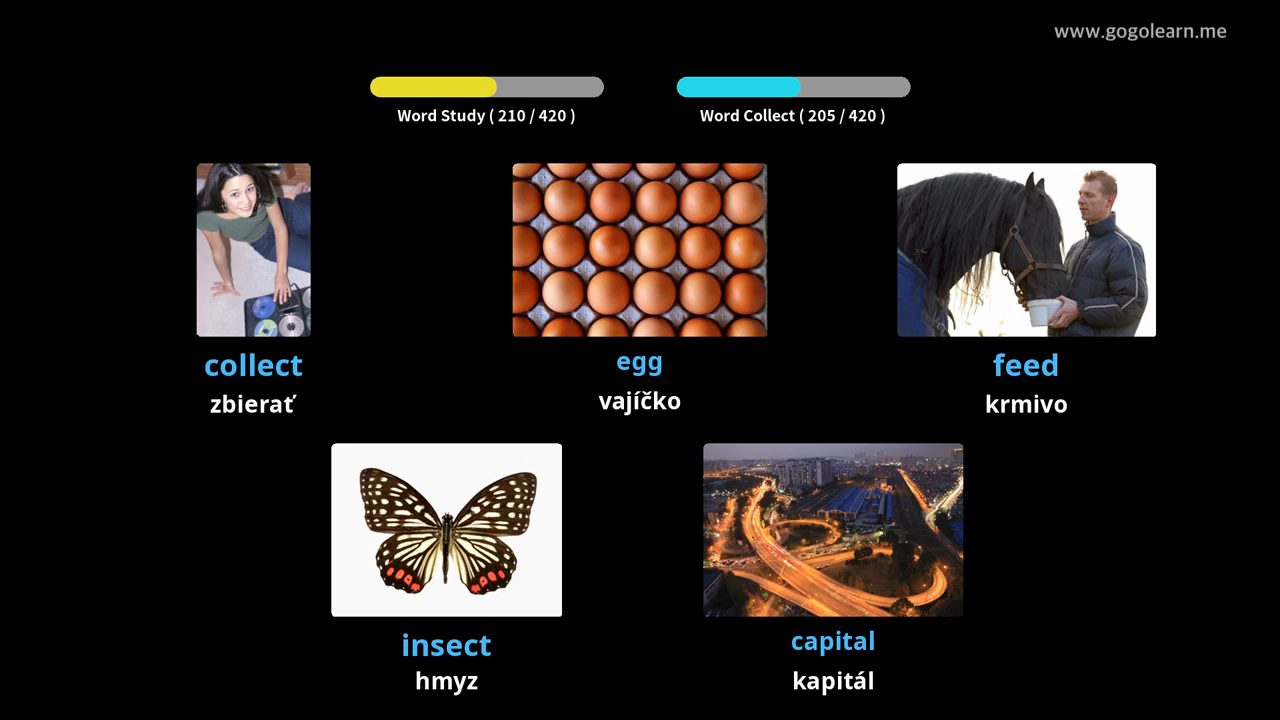 www.gogolearn.me
Word Study ( 210 / 420 )
Word Collect ( 205 / 420 )
collect
zbierať
egg
vajíčko
feed
krmivo
insect
hmyz
capital
kapitál